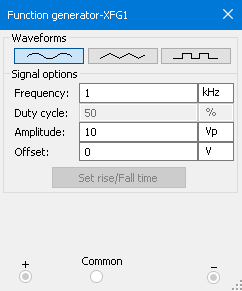 Function generator-XFG1
Waveforms
Signal options
Frequency: 1 kHz
Duty cycle: 50 %
Amplitude: 10 Vp
Offset: 0 V
Set rise/Fall time
+ Common −